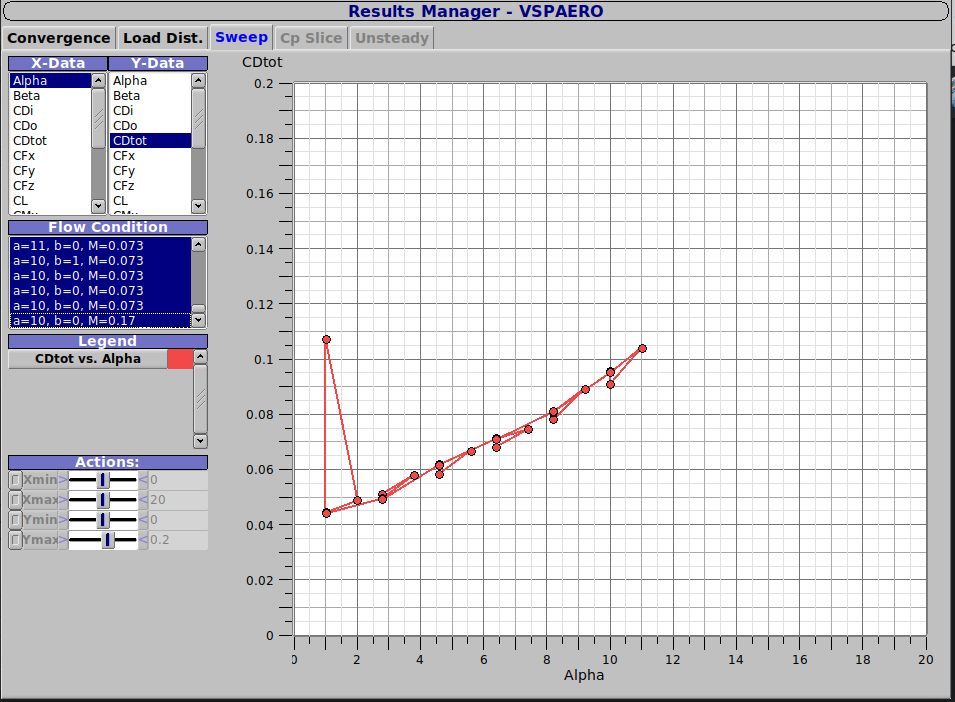 Results Manager - VSPAERO
Convergence Load Dist. Sweep Cp Slice Unsteady
X-Data Y-Data
Alpha Alpha
Beta Beta
CDi CDi
CDo CDo
CDtot CDtot
CFx CFx
CFy CFy
CFz CFz
CL CL
Flow Condition
a=11, b=0, M=0.073
a=10, b=1, M=0.073
a=10, b=0, M=0.073
a=10, b=0, M=0.073
a=10, b=0, M=0.073
a=10, b=0, M=0.17
Legend
CDtot vs. Alpha
Actions:
Xmin > < 0
Xmax > < 20
Ymin > < 0
Ymax > < 0.2
CDtot
0.2
0.18
0.16
0.14
0.12
0.1
0.08
0.06
0.04
0.02
0
0 2 4 6 8 10 12 14 16 18 20
Alpha